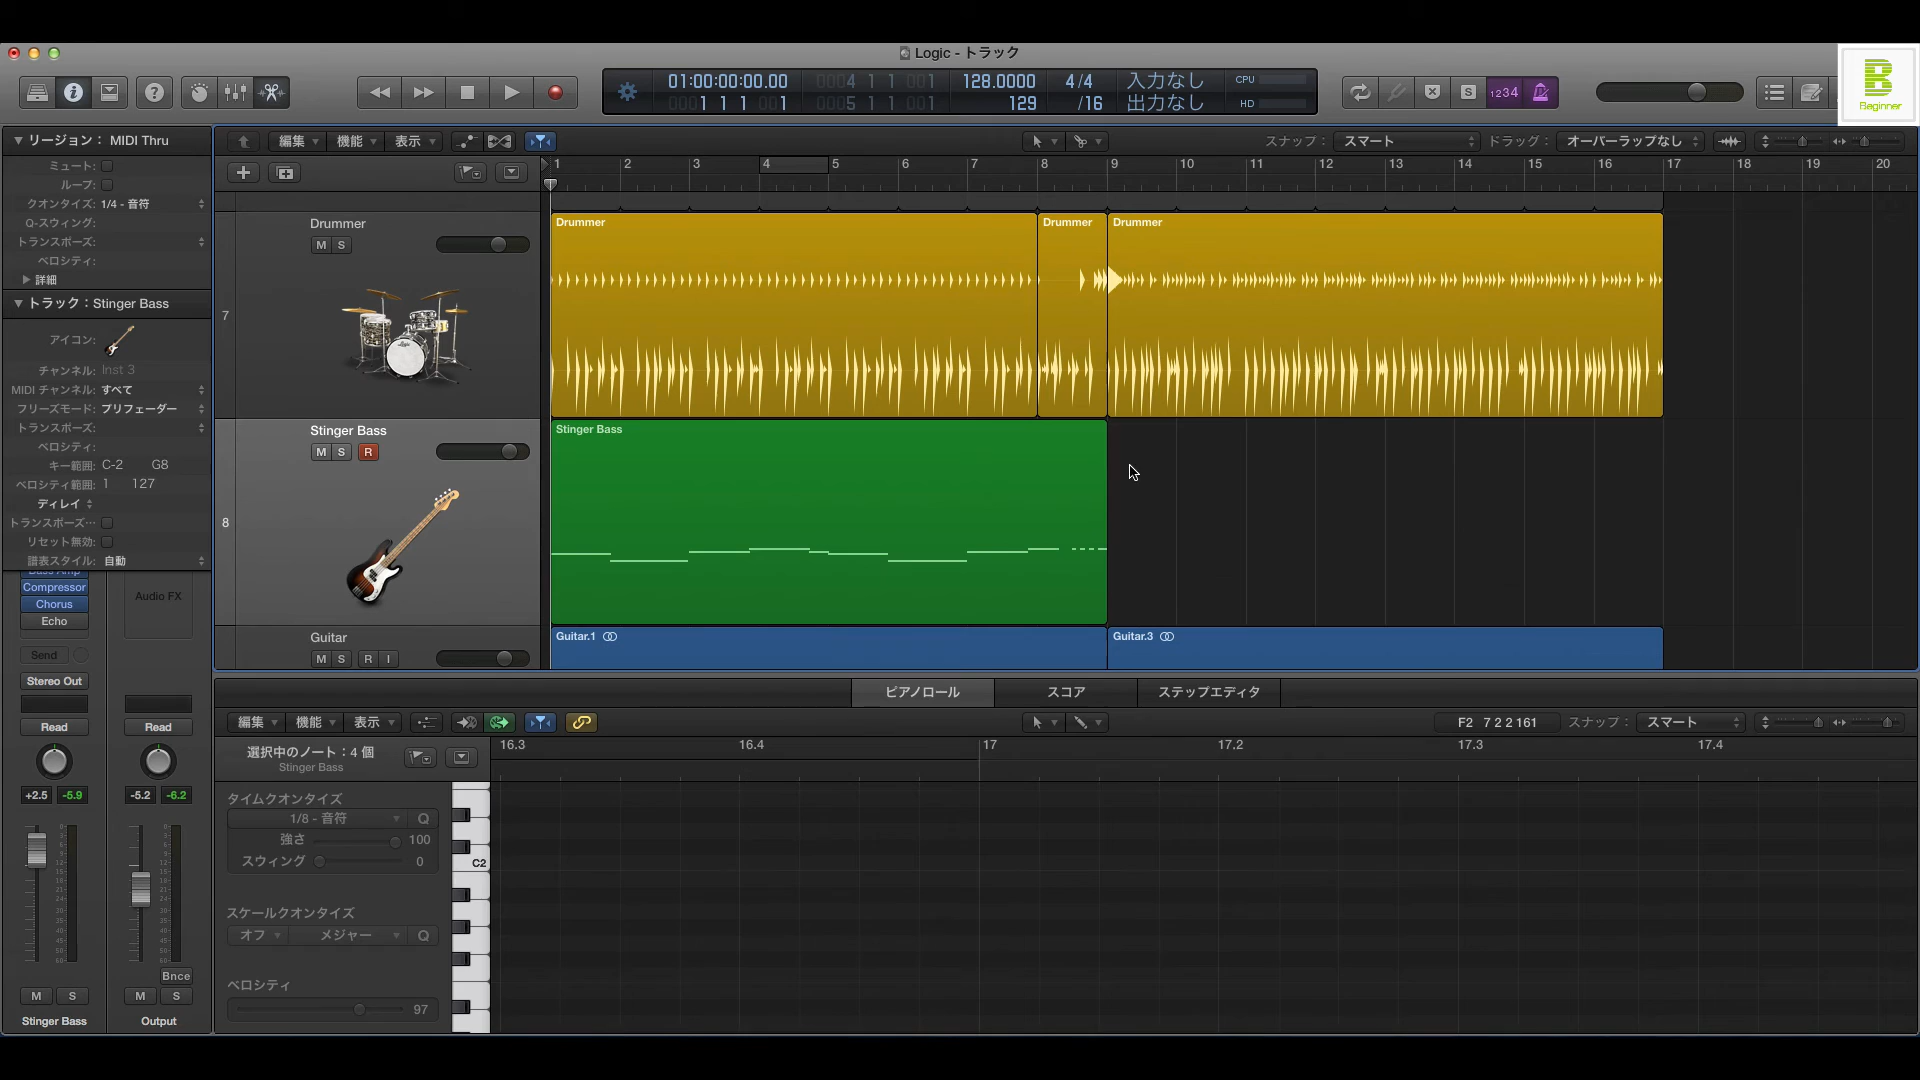 Logic - トラック
B
Beginner
01:00:00:00.00
0004 1 1 001
128.0000
4/4
入力なし
CPU
0001 1 1 001
0005 1 1 001
129
/16
出力なし
HD
S
1234
リージョン： MIDI Thru
ミュート:
ループ:
クオンタイズ: 1/4 - 音符
Q-スウィング:
トランスポーズ:
ベロシティ:
詳細
トラック：Stinger Bass
アイコン:
チャンネル: Inst 3
MIDI チャンネル: すべて
フリーズモード: プリフェーダー
トランスポーズ:
ベロシティ:
キー範囲: C-2 G8
ベロシティ範囲: 1 127
ディレイ
トランスポーズ…
リセット無効:
譜表スタイル: 自動
Compressor
Chorus
Echo
Audio FX
Send
Stereo Out
Read
Read
+2.5 -5.9
-5.2 -6.2
Bnce
M S
M S
Stinger Bass
Output
編集 機能 表示
スナップ： スマート
ドラッグ： オーバーラップなし
1 2 3 4 5 6 7 8 9 10 11 12 13 14 15 16 17 18 19 20
7
Drummer
M S
Drummer
Drummer
Drummer
8
Stinger Bass
M S R
Stinger Bass
Guitar
M S R I
Guitar.1
Guitar.3
ピアノロール
スコア
ステップエディタ
編集 機能 表示
F2 7 2 2 161
スナップ： スマート
選択中のノート：4 個
Stinger Bass
16.3 16.4 17 17.2 17.3 17.4
タイムクオンタイズ
1/8 - 音符 Q
強さ 100
スウィング 0
スケールクオンタイズ
オフ メジャー Q
ベロシティ
97
C2